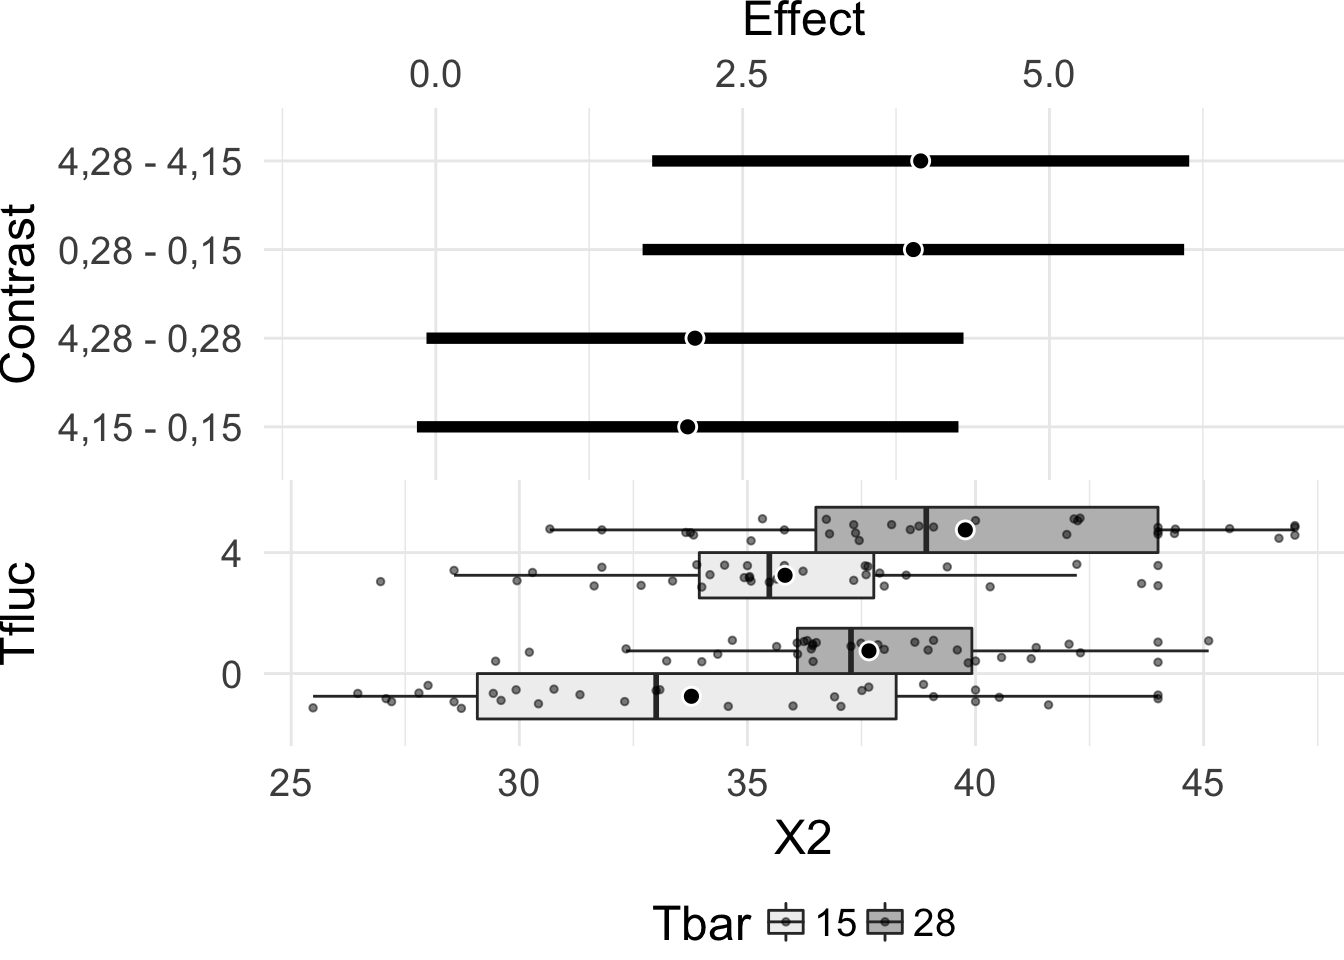 Effect
0.0 2.5 5.0
Contrast
4,28 - 4,15
0,28 - 0,15
4,28 - 0,28
4,15 - 0,15
Tfluc
4
0
25 30 35 40 45
X2
Tbar 15 28